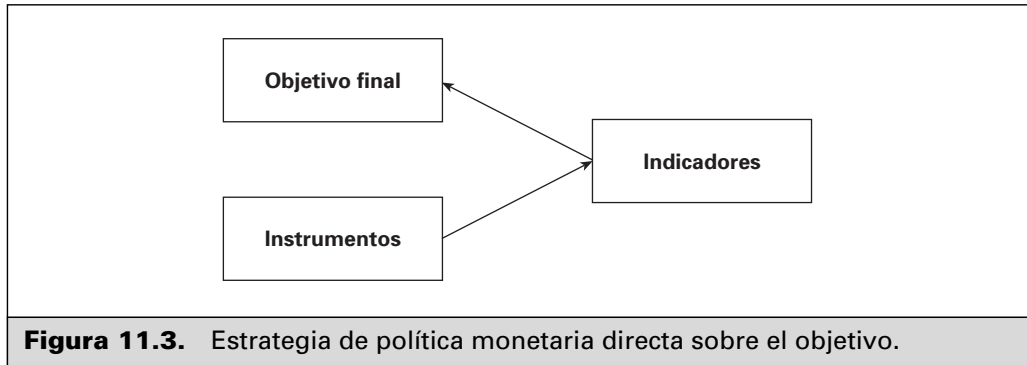 Objetivo final
Indicadores
Instrumentos
Figura 11.3. Estrategia de política monetaria directa sobre el objetivo.